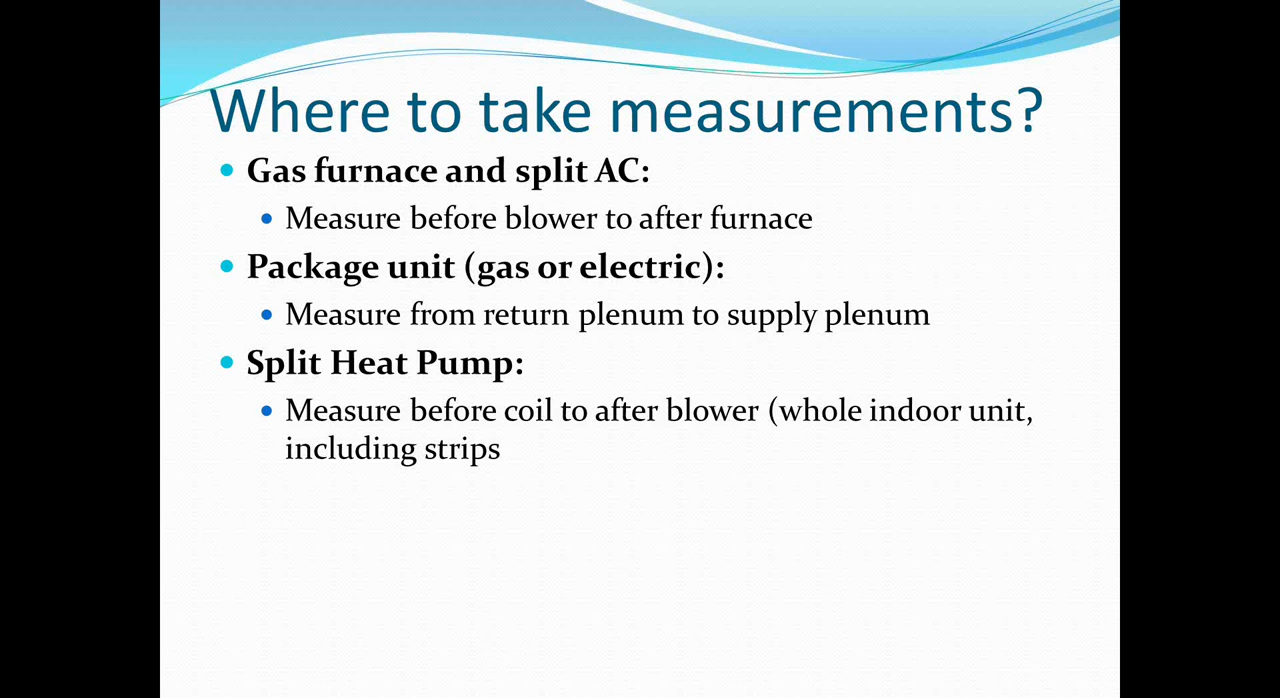 Where to take measurements?
Gas furnace and split AC:
Measure before blower to after furnace
Package unit (gas or electric):
Measure from return plenum to supply plenum
Split Heat Pump:
Measure before coil to after blower (whole indoor unit,
including strips